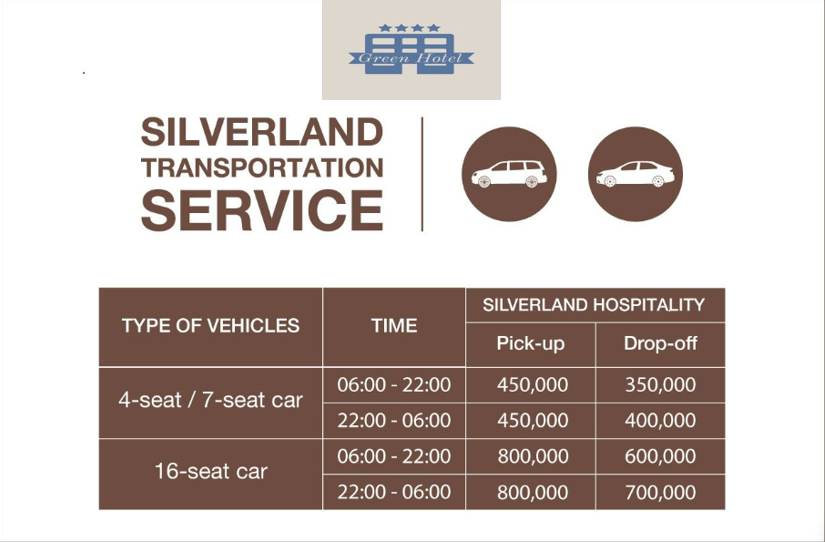 Green Hotel
SILVERLAND
TRANSPORTATION
SERVICE
TYPE OF VEHICLES TIME SILVERLAND HOSPITALITY
Pick-up Drop-off
4-seat / 7-seat car 06:00 - 22:00 450,000 350,000
22:00 - 06:00 450,000 400,000
16-seat car 06:00 - 22:00 800,000 600,000
22:00 - 06:00 800,000 700,000